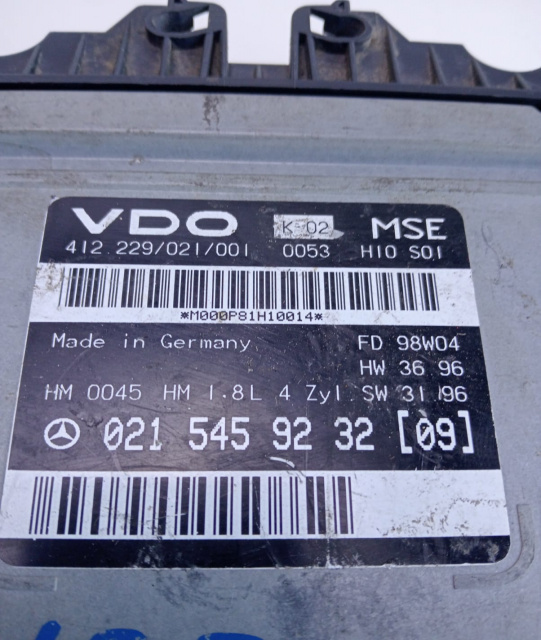 VDO K 02 MSE
412.229/021/001 0053 H10 S01
*M000P81H10014*
Made in Germany FD 98W04
HW 36 96
HM 0045 HM 1.8L 4 Zyl. SW 31/96
021 545 92 32 [09]